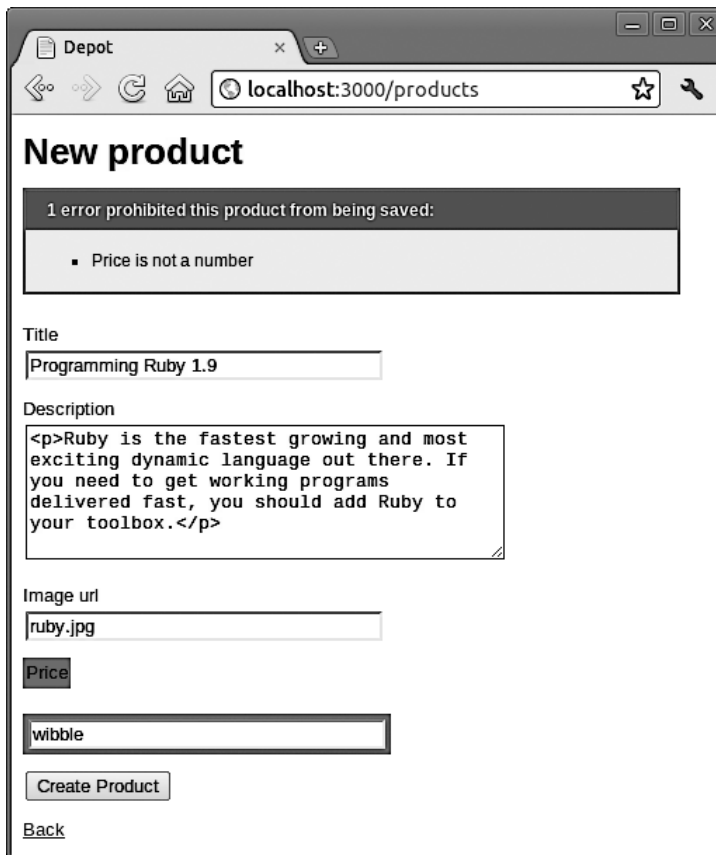 Depot
localhost:3000/products
New product
1 error prohibited this product from being saved:
Price is not a number
Title
Programming Ruby 1.9
Description
<p>Ruby is the fastest growing and most
exciting dynamic language out there. If
you need to get working programs
delivered fast, you should add Ruby to
your toolbox.</p>
Image url
ruby.jpg
Price
wibble
Create Product
Back